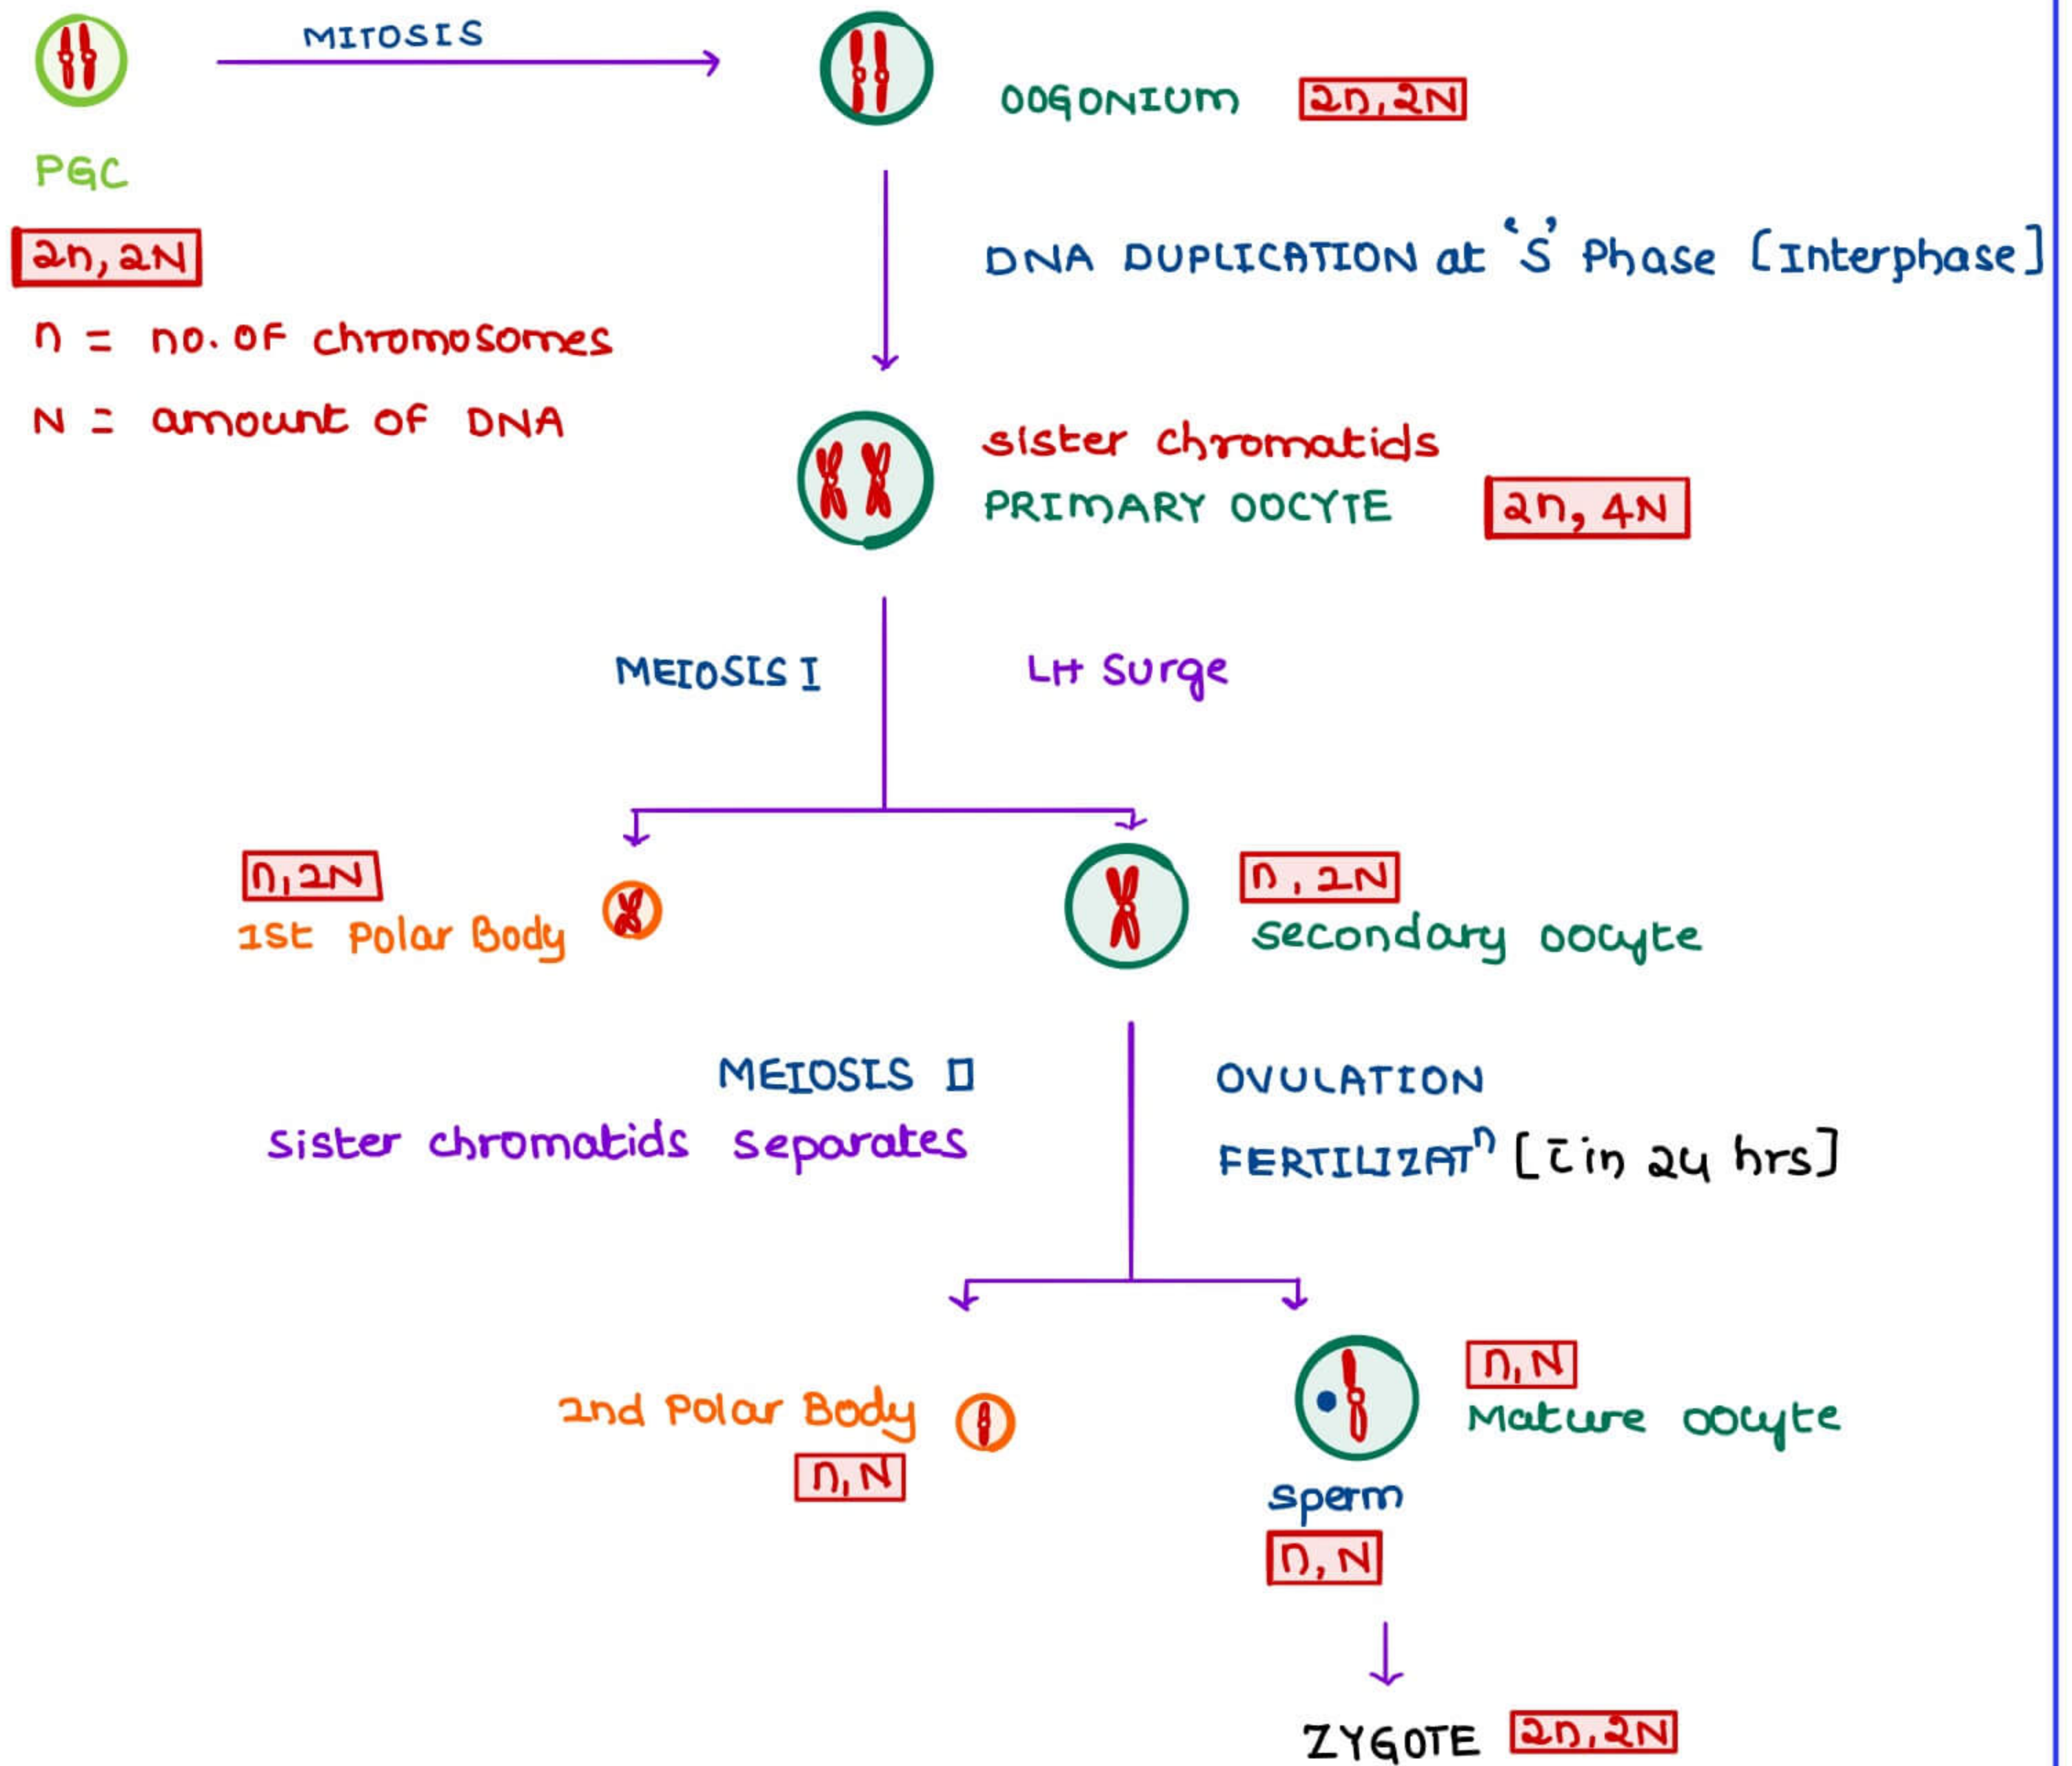 MITOSIS
PGC
2n, 2N
n = no. of chromosomes
N = amount of DNA
OOGONIUM 2n, 2N
DNA DUPLICATION at 'S' Phase [Interphase]
sister chromatids
PRIMARY OOCYTE 2n, 4N
MEIOSIS I LH Surge
n, 2N
1st Polar Body
n, 2N
secondary oocyte
MEIOSIS II
sister chromatids separates
OVULATION
FERTILIZATⁿ [c̄in 24 hrs]
2nd Polar Body
n, N
n, N
Mature oocyte
sperm
n, N
ZYGOTE 2n, 2N